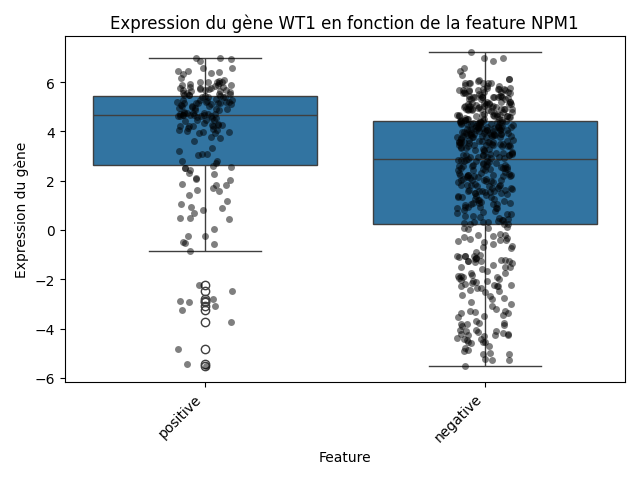 Expression du gène WT1 en fonction de la feature NPM1
Expression du gène
6
4
2
0
−2
−4
−6
positive
negative
Feature